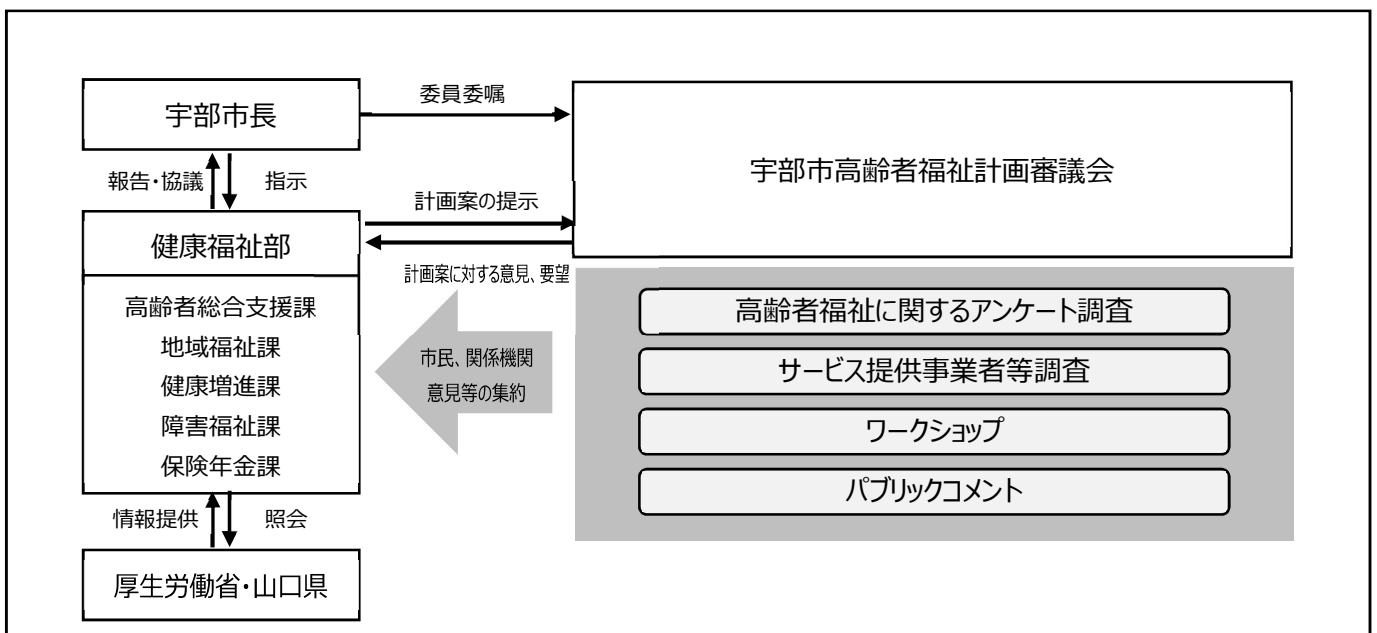 宇部市長
委員委嘱
宇部市高齢者福祉計画審議会
報告・協議
指示
計画案の提示
健康福祉部
計画案に対する意見、要望
高齢者総合支援課
地域福祉課
健康増進課
障害福祉課
保険年金課
市民、関係機関
意見等の集約
高齢者福祉に関するアンケート調査
サービス提供事業者等調査
ワークショップ
パブリックコメント
情報提供
照会
厚生労働省・山口県